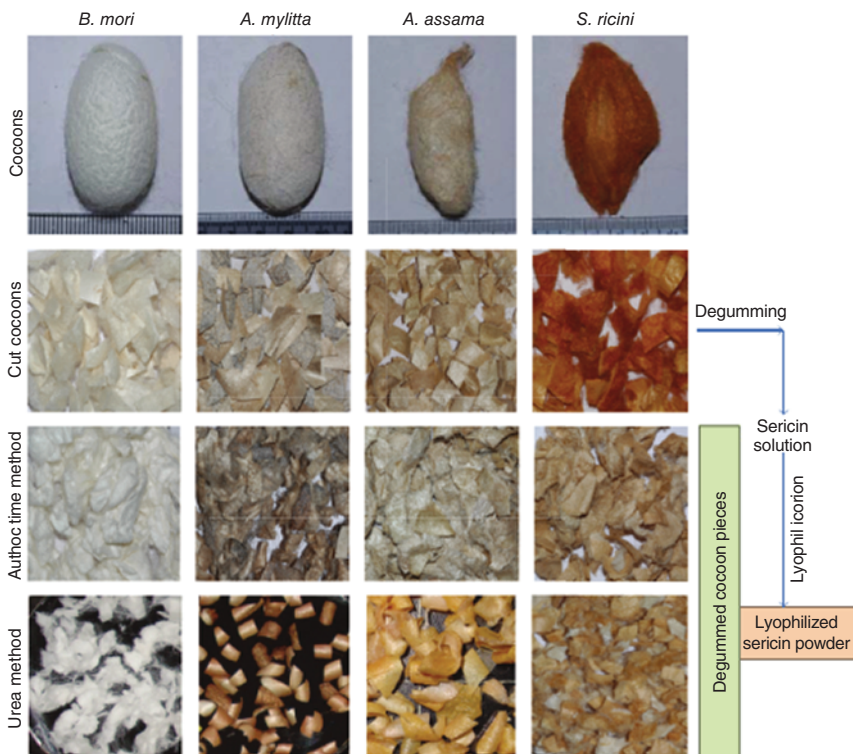 B. mori
A. mylitta
A. assama
S. ricini
Cocoons
Cut cocoons
Degumming
Authoc time method
Sericin
solution
Lyophil icorion
Degummed cocoon pieces
Urea method
Lyophilized
sericin powder